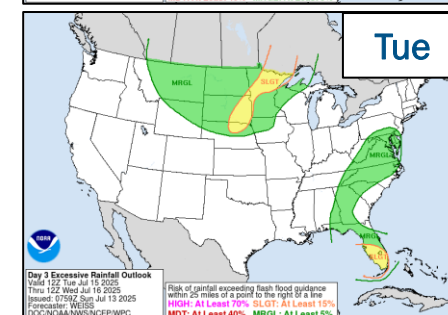 Tue
MRGL
SLGT
MRGL
MRGL
SLGT
NOAA
Day 3 Excessive Rainfall Outlook
Valid 12Z Tue Jul 15 2025
Thru 12Z Wed Jul 16 2025
Issued: 0759Z Sun Jul 13 2025
Forecaster: WEISS
DOC/NOAA/NWS/NCEP/WPC
Risk of rainfall exceeding flash flood guidance
within 25 miles of a point to the right of a line
HIGH: At Least 70% SLGT: At Least 15%
MDT: At Least 40% MRGL: At Least 5%